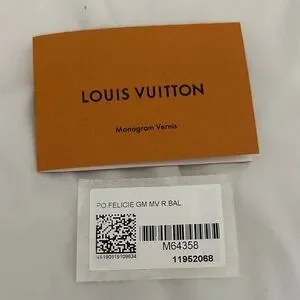 LOUIS VUITTON
Monogram Vernis
PO.FELICIE GM MV R.BAL.
M64358
11952068